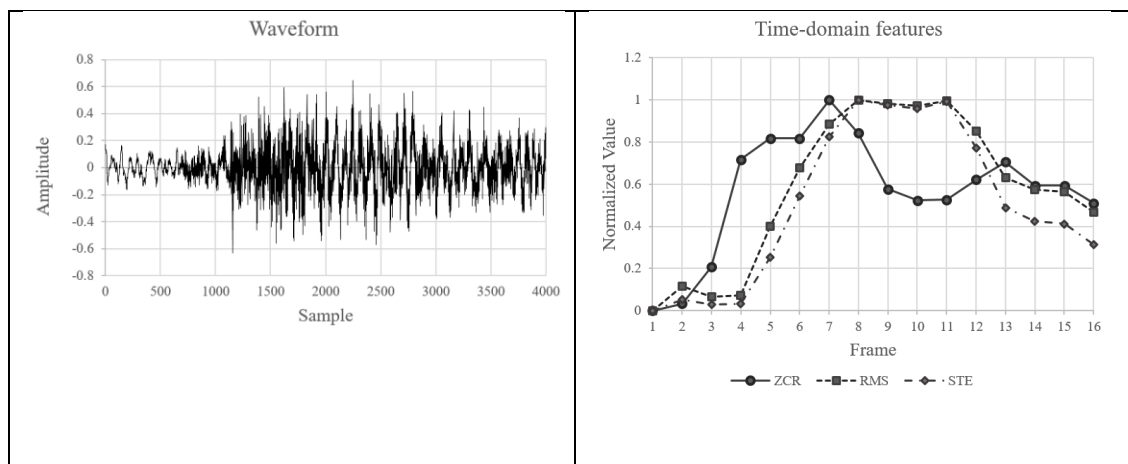 Waveform
0.8
0.6
0.4
0.2
0
-0.2
-0.4
-0.6
-0.8
Amplitude
0 500 1000 1500 2000 2500 3000 3500 4000
Sample
Time-domain features
1.2
1
0.8
0.6
0.4
0.2
0
Normalized Value
1 2 3 4 5 6 7 8 9 10 11 12 13 14 15 16
Frame
ZCR RMS STE